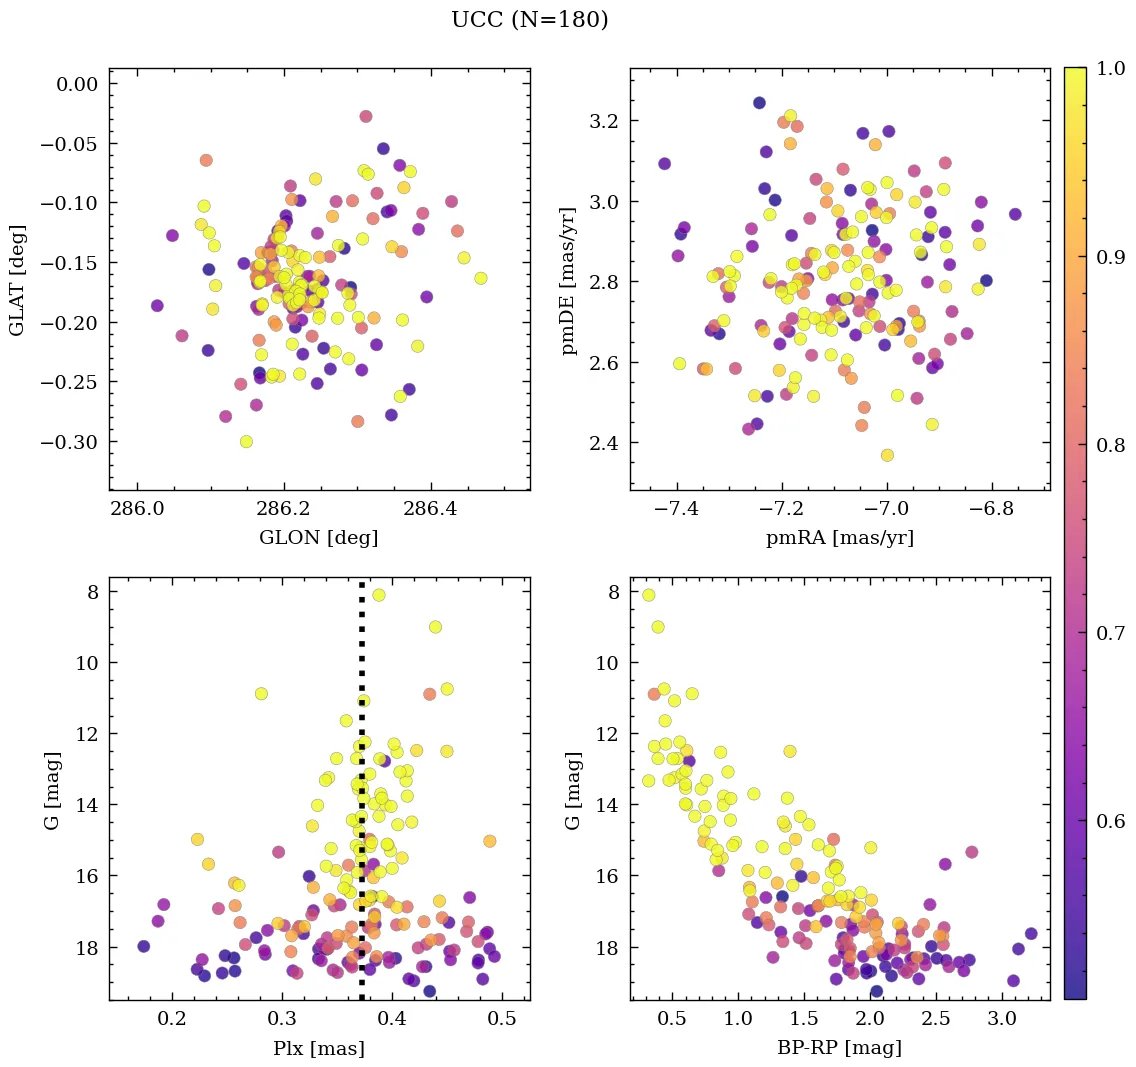 UCC (N=180)
0.00
−0.05
−0.10
−0.15
−0.20
−0.25
−0.30
GLAT [deg]
286.0 286.2 286.4
GLON [deg]
3.2
3.0
2.8
2.6
2.4
pmDE [mas/yr]
−7.4 −7.2 −7.0 −6.8
pmRA [mas/yr]
8
10
12
14
16
18
G [mag]
0.2 0.3 0.4 0.5
Plx [mas]
8
10
12
14
16
18
G [mag]
0.5 1.0 1.5 2.0 2.5 3.0
BP-RP [mag]
1.0
0.9
0.8
0.7
0.6